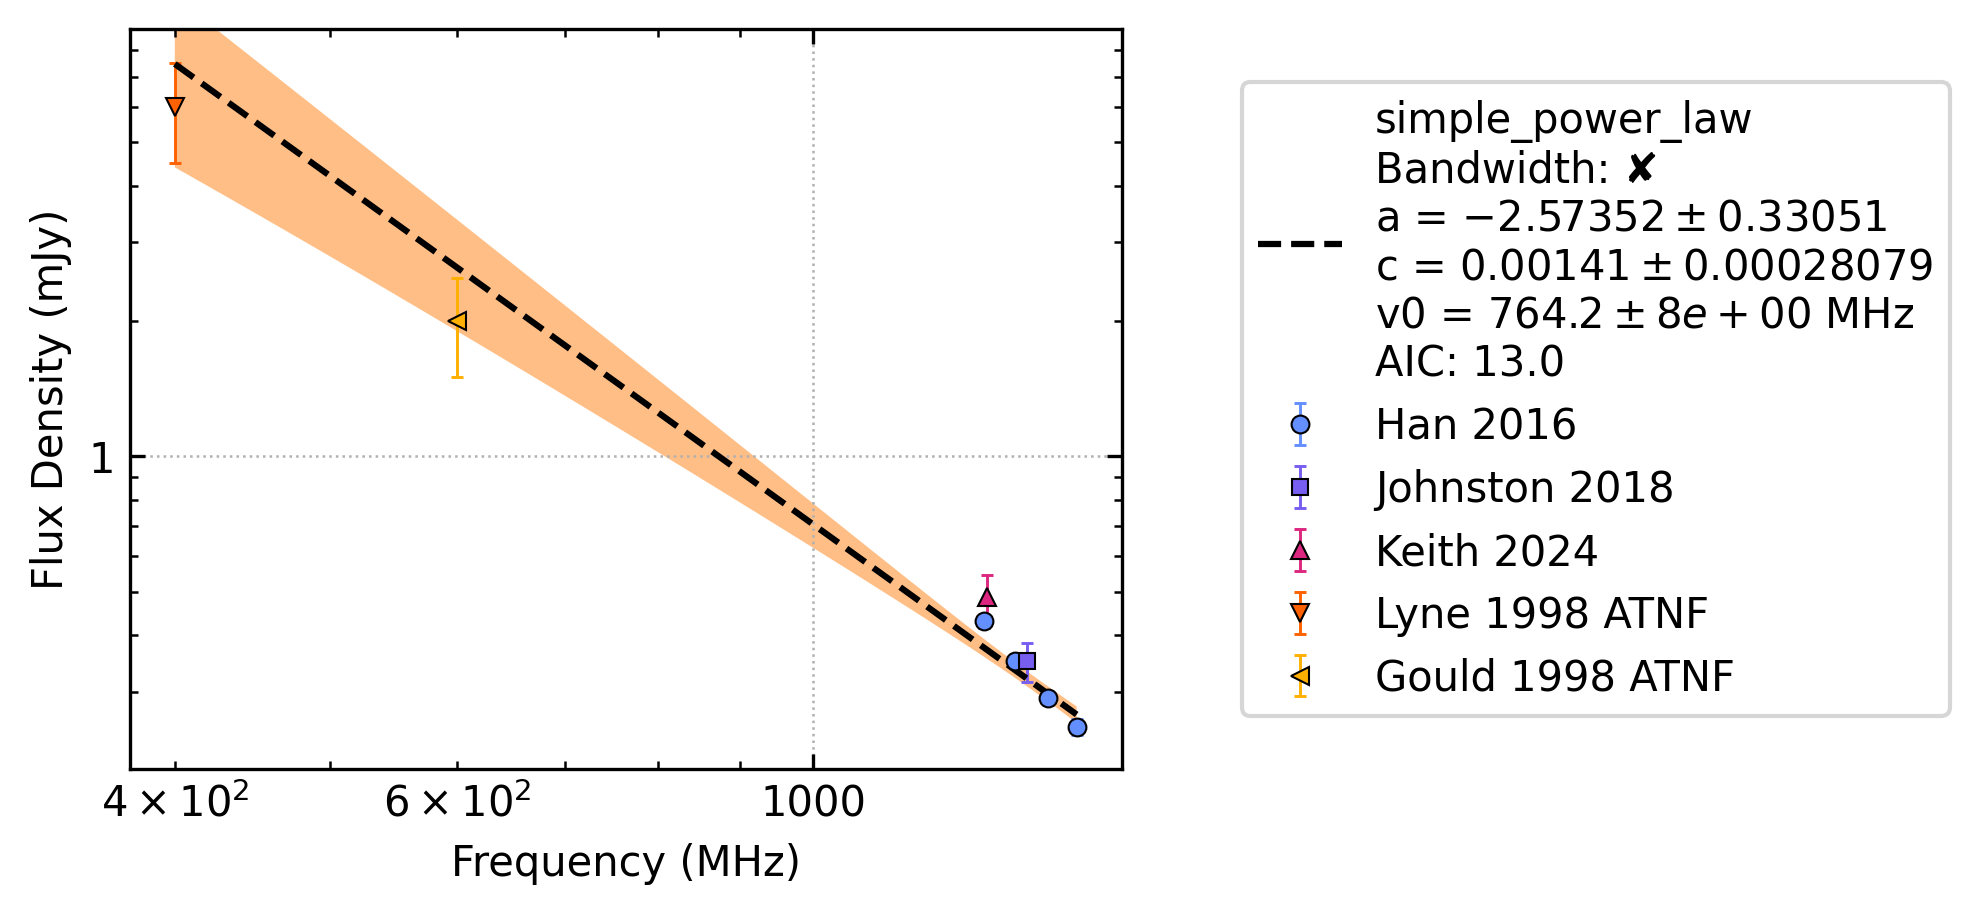 Flux Density (mJy)
1
4 × 10²
6 × 10²
1000
Frequency (MHz)
simple_power_law
Bandwidth: ✘
a = −2.57352 ± 0.33051
c = 0.00141 ± 0.00028079
v0 = 764.2 ± 8e + 00 MHz
AIC: 13.0
Han 2016
Johnston 2018
Keith 2024
Lyne 1998 ATNF
Gould 1998 ATNF